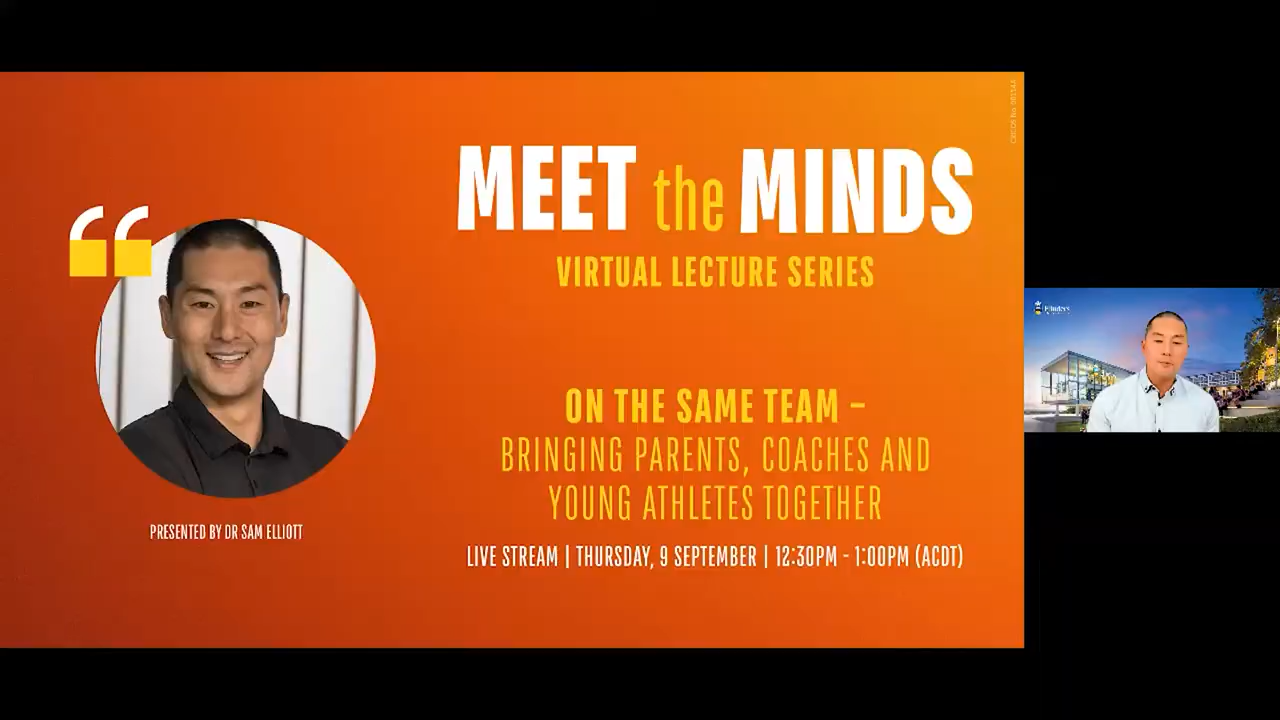 MEET the MINDS
VIRTUAL LECTURE SERIES
ON THE SAME TEAM –
BRINGING PARENTS, COACHES AND
YOUNG ATHLETES TOGETHER
LIVE STREAM | THURSDAY, 9 SEPTEMBER | 12:30PM - 1:00PM (ACDT)
PRESENTED BY DR SAM ELLIOTT
Flinders